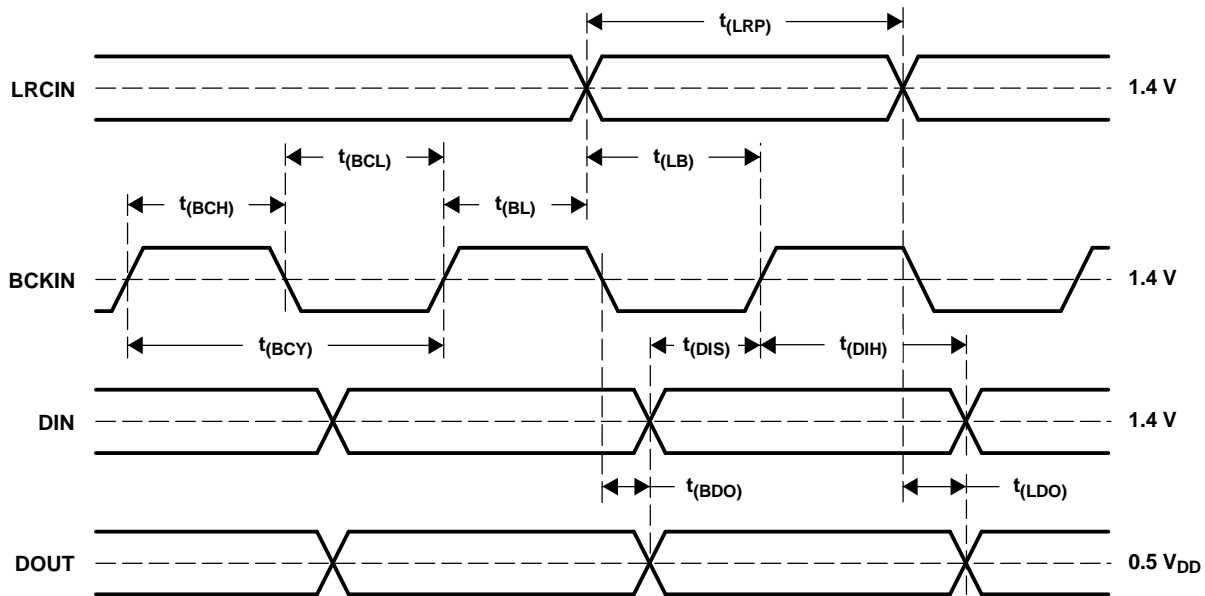 t(LRP)
LRCIN
1.4 V
t(BCL)
t(LB)
t(BCH)
t(BL)
BCKIN
1.4 V
t(BCY)
t(DIS)
t(DIH)
DIN
1.4 V
t(BDO)
t(LDO)
DOUT
0.5 VDD